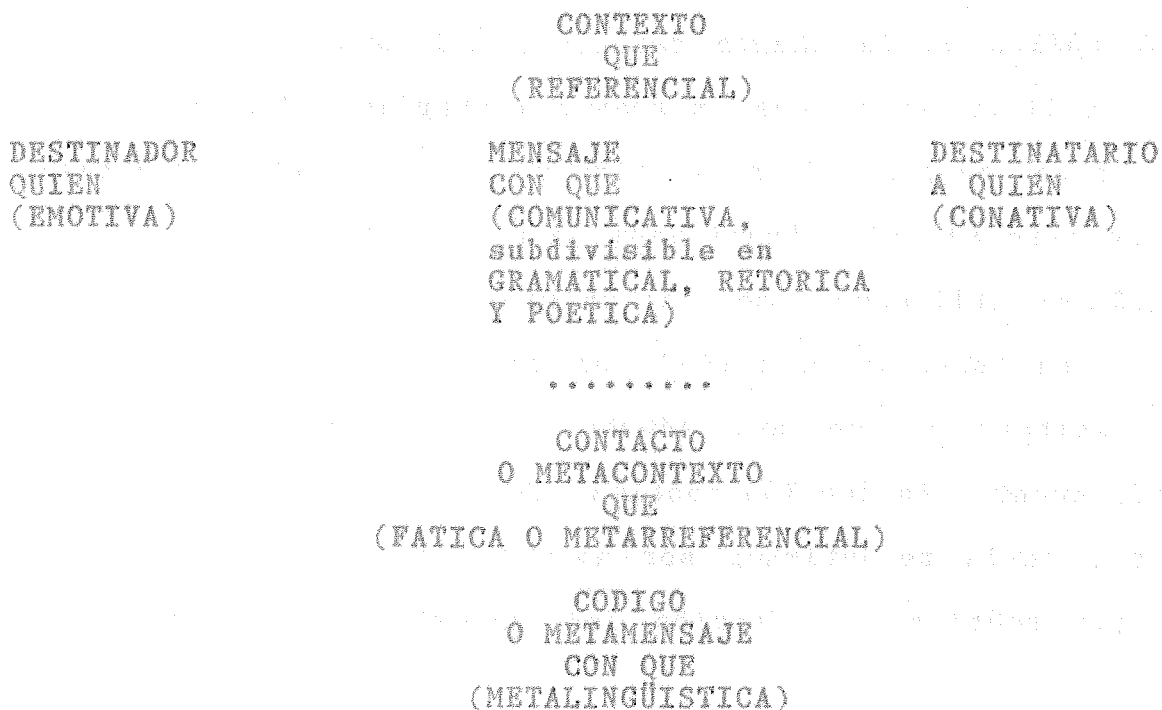 CONTEXTO
QUE
(REFERENCIAL)
DESTINADOR
QUIEN
(EMOTIVA)
MENSAJE
CON QUE
(COMUNICATIVA,
subdivisible en
GRAMATICAL, RETORICA
Y POETICA)
DESTINATARIO
A QUIEN
(CONATIVA)
.........
CONTACTO
O METACONTEXTO
QUE
(FATICA O METARREFERENCIAL)
CODIGO
O METAMENSAJE
CON QUE
(METALINGÜISTICA)